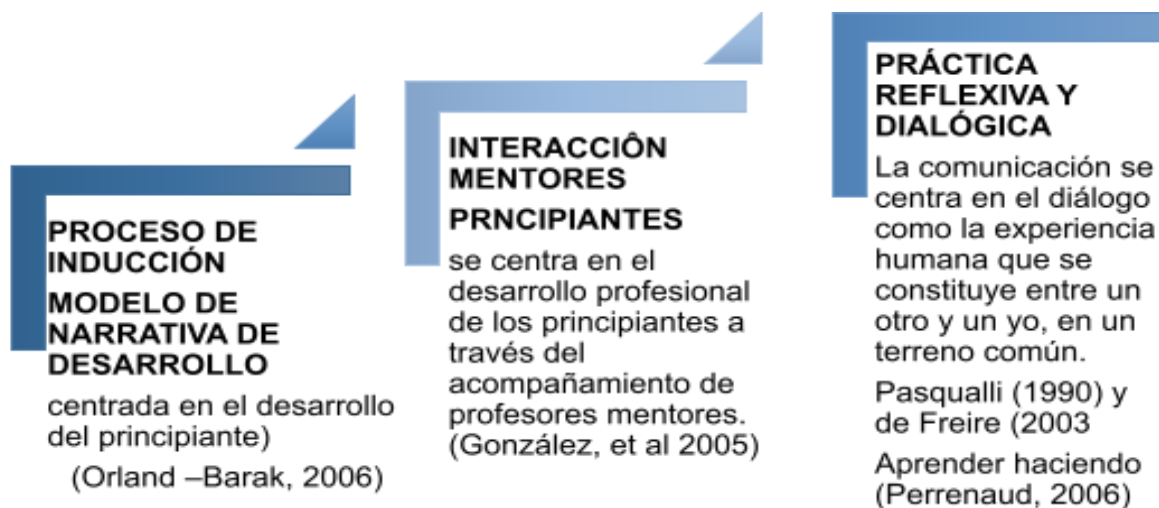 PROCESO DE
INDUCCIÓN
MODELO DE
NARRATIVA DE
DESARROLLO
centrada en el desarrollo
del principiante)
(Orland –Barak, 2006)
INTERACCIÔN
MENTORES
PRNCIPIANTES
se centra en el
desarrollo profesional
de los principiantes a
través del
acompañamiento de
profesores mentores.
(González, et al 2005)
PRÁCTICA
REFLEXIVA Y
DIALÓGICA
La comunicación se
centra en el diálogo
como la experiencia
humana que se
constituye entre un
otro y un yo, en un
terreno común.
Pasqualli (1990) y
de Freire (2003
Aprender haciendo
(Perrenaud, 2006)